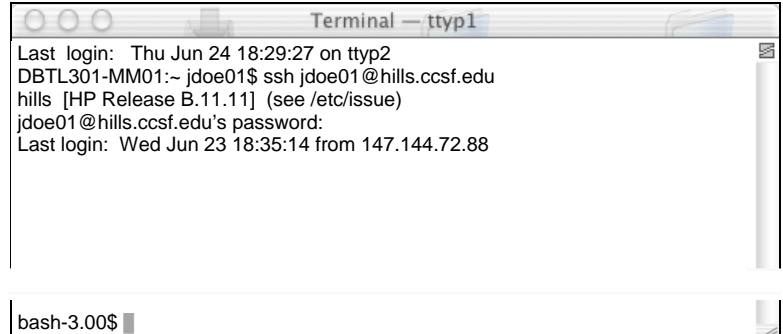 Terminal — ttyp1
Last login: Thu Jun 24 18:29:27 on ttyp2
DBTL301-MM01:~ jdoe01$ ssh jdoe01@hills.ccsf.edu
hills [HP Release B.11.11] (see /etc/issue)
jdoe01@hills.ccsf.edu's password:
Last login: Wed Jun 23 18:35:14 from 147.144.72.88
bash-3.00$